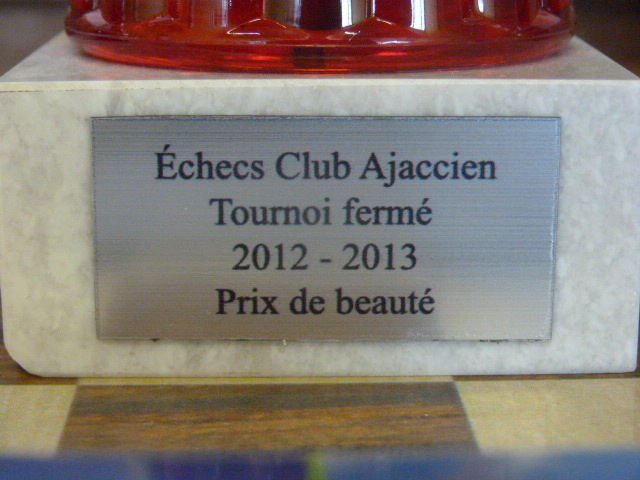 Échecs Club Ajaccien
Tournoi fermé
2012 - 2013
Prix de beauté